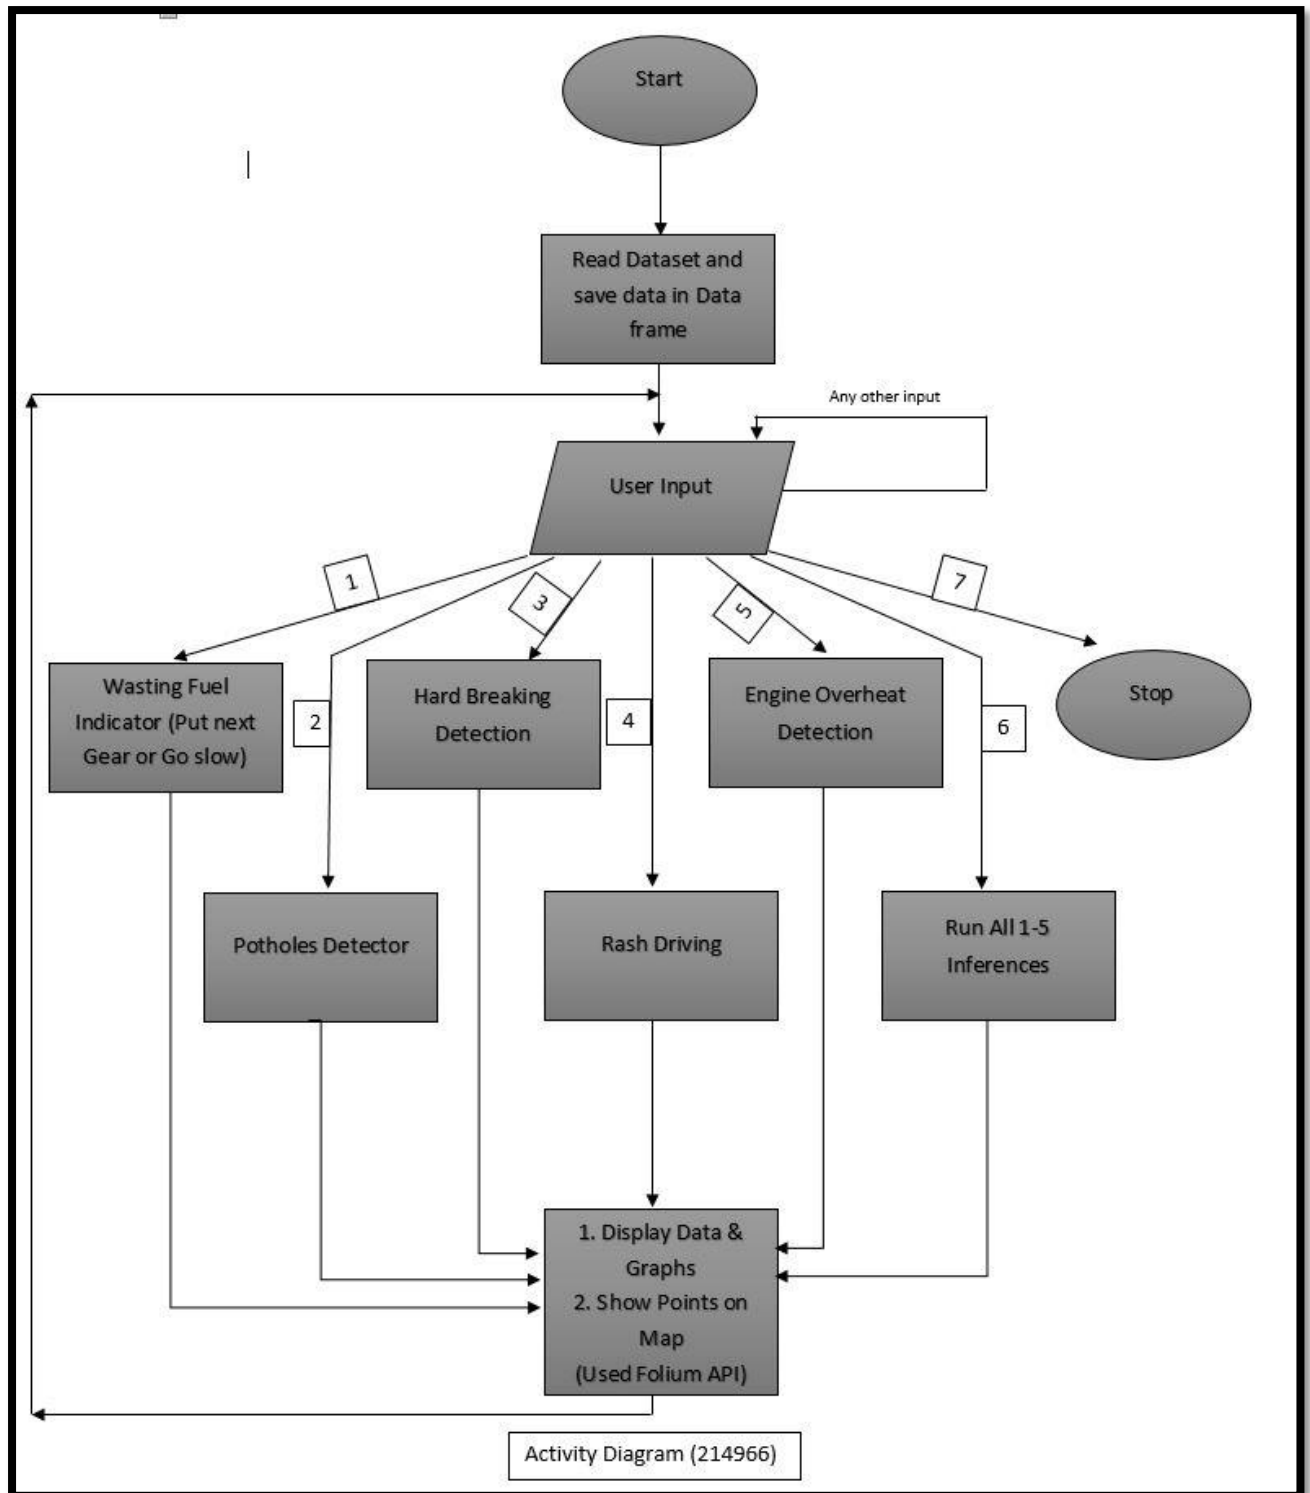 Start
Read Dataset and
save data in Data
frame
Any other input
User Input
1
2
3
4
5
6
7
Wasting Fuel
Indicator (Put next
Gear or Go slow)
Hard Breaking
Detection
Engine Overheat
Detection
Stop
Potholes Detector
Rash Driving
Run All 1-5
Inferences
1. Display Data &
Graphs
2. Show Points on
Map
(Used Folium API)
Activity Diagram (214966)